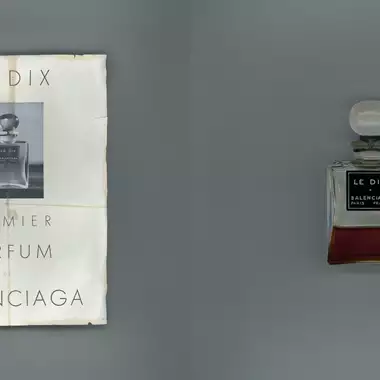 DIX
MIER
RFUM
NCIAGA
LE DI
BALENCIA
PARIS